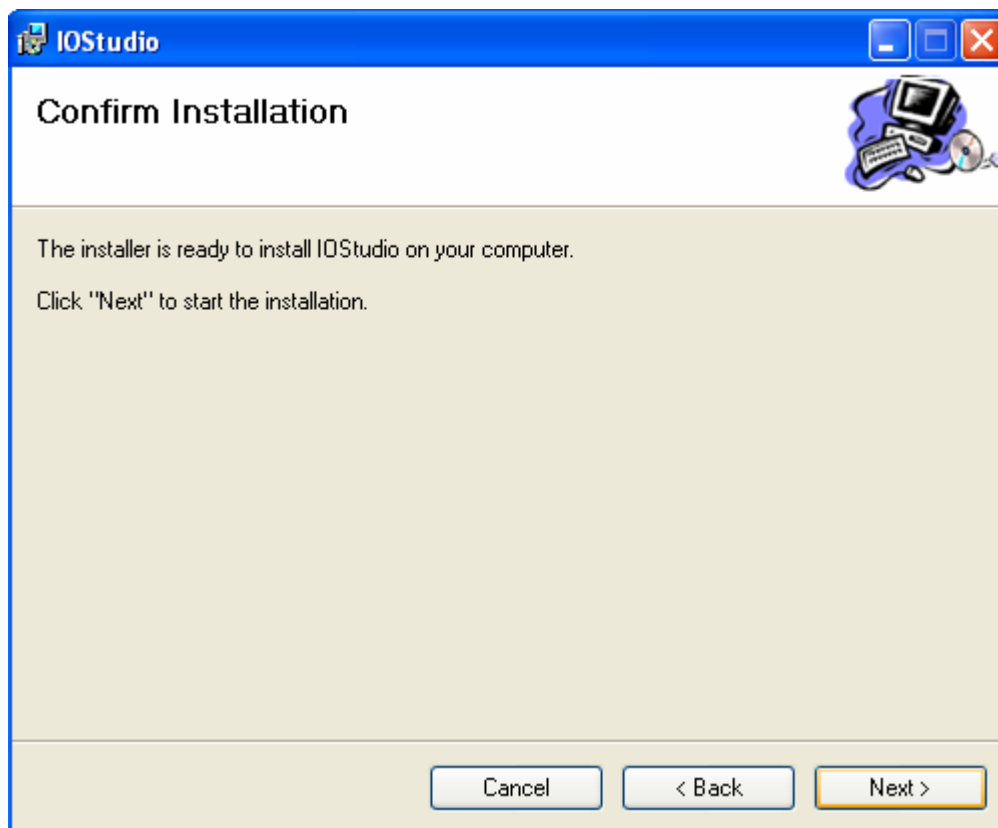 IOStudio
Confirm Installation
The installer is ready to install IOStudio on your computer.
Click "Next" to start the installation.
Cancel
< Back
Next >